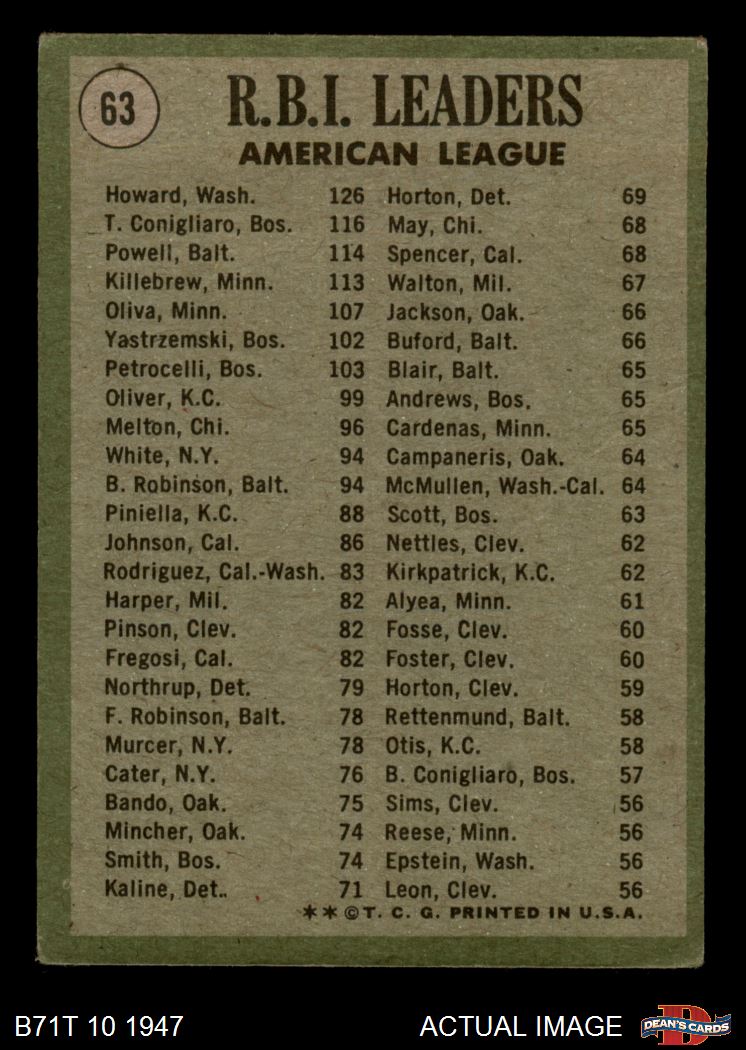 63
R.B.I. LEADERS
AMERICAN LEAGUE
Howard, Wash. 126
T. Conigliaro, Bos. 116
Powell, Balt. 114
Killebrew, Minn. 113
Oliva, Minn. 107
Yastrzemski, Bos. 102
Petrocelli, Bos. 103
Oliver, K.C. 99
Melton, Chi. 96
White, N.Y. 94
B. Robinson, Balt. 94
Piniella, K.C. 88
Johnson, Cal. 86
Rodriguez, Cal.-Wash. 83
Harper, Mil. 82
Pinson, Clev. 82
Fregosi, Cal. 82
Northrup, Det. 79
F. Robinson, Balt. 78
Murcer, N.Y. 78
Cater, N.Y. 76
Bando, Oak. 75
Mincher, Oak. 74
Smith, Bos. 74
Kaline, Det.. 71
Horton, Det. 69
May, Chi. 68
Spencer, Cal. 68
Walton, Mil. 67
Jackson, Oak. 66
Buford, Balt. 66
Blair, Balt. 65
Andrews, Bos. 65
Cardenas, Minn. 65
Campaneris, Oak. 64
McMullen, Wash.-Cal. 64
Scott, Bos. 63
Nettles, Clev. 62
Kirkpatrick, K.C. 62
Alyea, Minn. 61
Fosse, Clev. 60
Foster, Clev. 60
Horton, Clev. 59
Rettenmund, Balt. 58
Otis, K.C. 58
B. Conigliaro, Bos. 57
Sims, Clev. 56
Reese, Minn. 56
Epstein, Wash. 56
Leon, Clev. 56
**©T. C. G. PRINTED IN U.S.A.
B71T 10 1947
ACTUAL IMAGE
D
DEAN'S CARDS